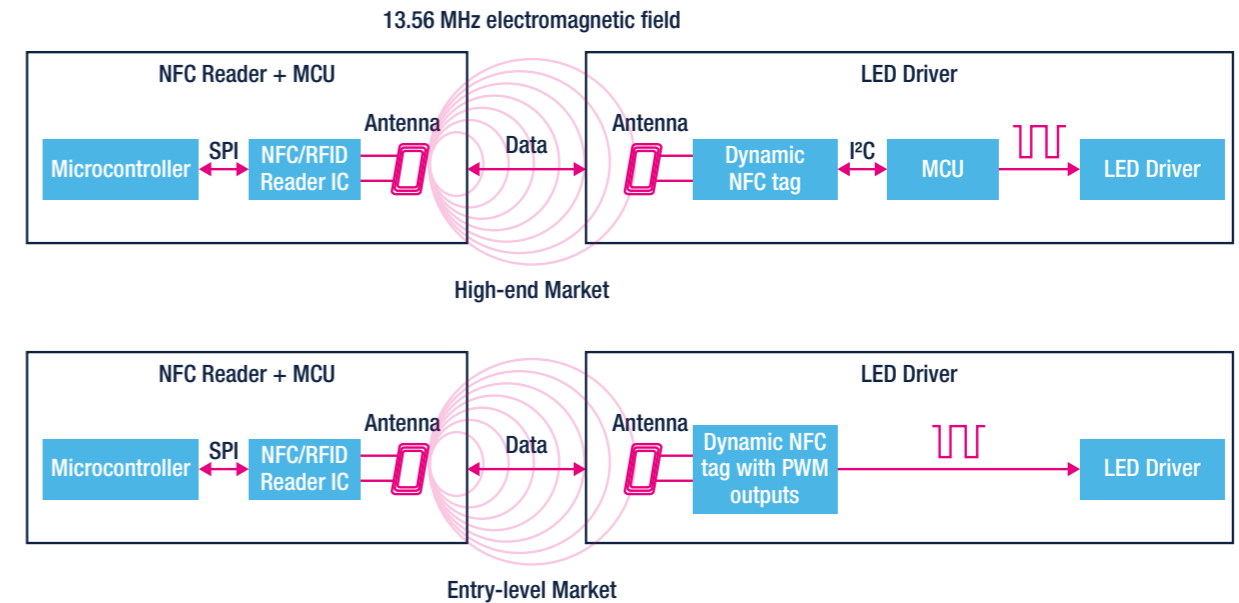 13.56 MHz electromagnetic field
NFC Reader + MCU
LED Driver
Antenna
Antenna
Microcontroller
SPI
NFC/RFID
Reader IC
Data
Dynamic
NFC tag
I²C
MCU
LED Driver
High-end Market
NFC Reader + MCU
LED Driver
Antenna
Antenna
Microcontroller
SPI
NFC/RFID
Reader IC
Data
Dynamic NFC
tag with PWM
outputs
LED Driver
Entry-level Market